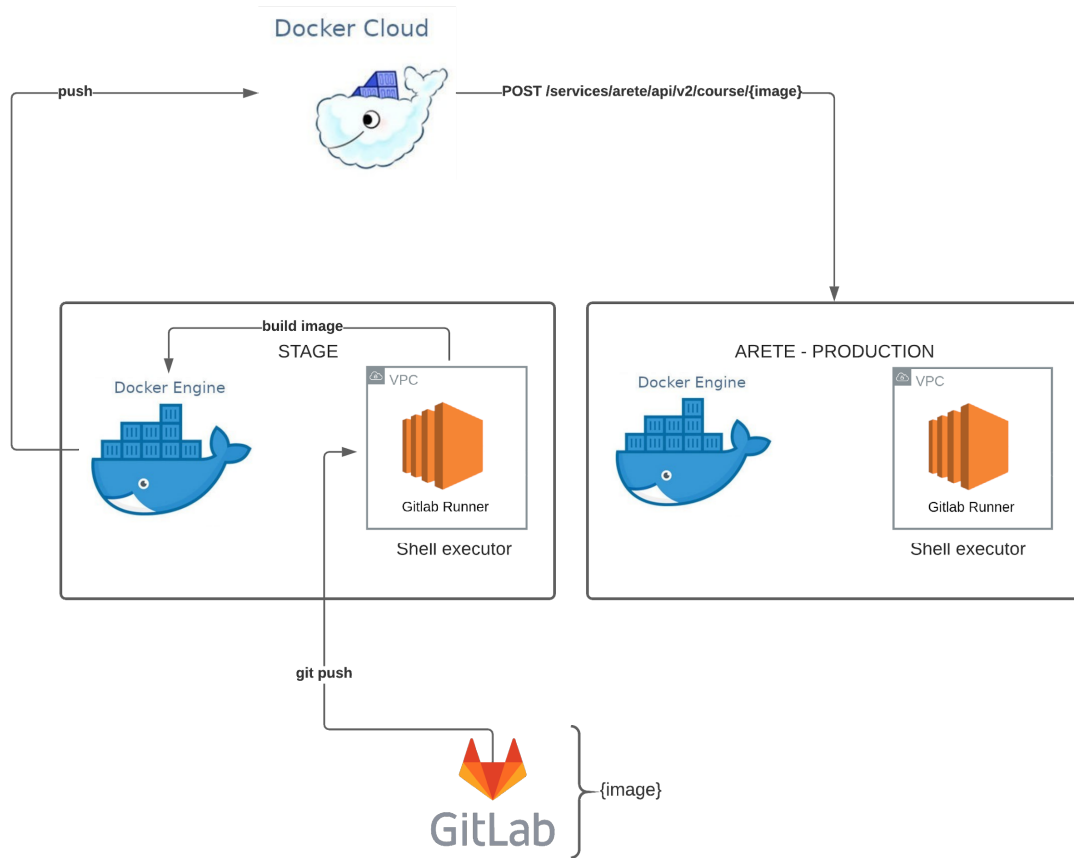 Docker Cloud
push
POST /services/arete/api/v2/course/{image}
build image
STAGE
Docker Engine
VPC
Gitlab Runner
Shell executor
ARETE - PRODUCTION
Docker Engine
VPC
Gitlab Runner
Shell executor
git push
GitLab
{image}